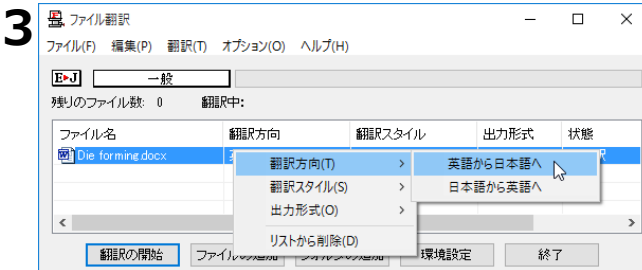 3
ファイル翻訳
ファイル(F) 編集(P) 翻訳(T) オプション(O) ヘルプ(H)
E▸J 一般
残りのファイル数: 0 翻訳中:
ファイル名 翻訳方向 翻訳スタイル 出力形式 状態
Die forming.docx
翻訳方向(T) > 英語から日本語へ
翻訳スタイル(S) > 日本語から英語へ
出力形式(O) >
リストから削除(D)
翻訳の開始 環境設定 終了